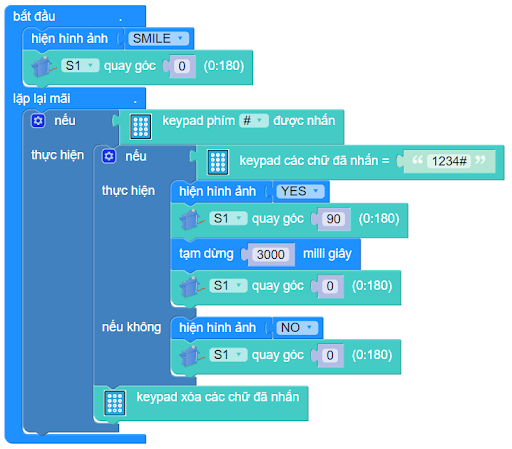 bắt đầu .
hiện hình ảnh SMILE
S1 quay góc 0 (0:180)
lặp lại mãi .
nếu keypad phím # được nhấn
thực hiện nếu keypad các chữ đã nhấn = “ 1234# ”
thực hiện hiện hình ảnh YES
S1 quay góc 90 (0:180)
tạm dừng 3000 milli giây
S1 quay góc 0 (0:180)
nếu không hiện hình ảnh NO
S1 quay góc 0 (0:180)
keypad xóa các chữ đã nhấn